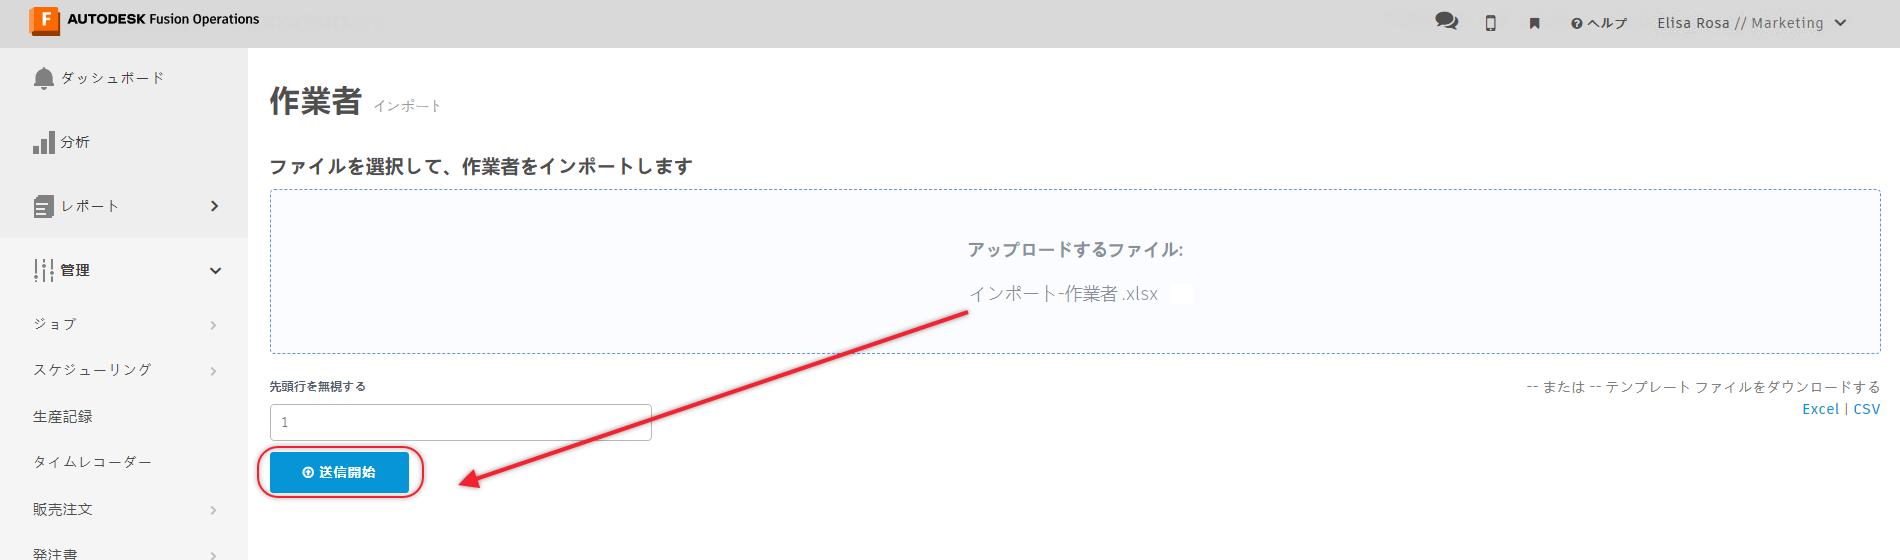 AUTODESK Fusion Operations
ヘルプ
Elisa Rosa // Marketing
ダッシュボード
分析
レポート
管理
ジョブ
スケジューリング
生産記録
タイムレコーダー
販売注文
発注書
作業者 インポート
ファイルを選択して、作業者をインポートします
アップロードするファイル:
インポート-作業者 .xlsx
先頭行を無視する
1
送信開始
-- または -- テンプレート ファイルをダウンロードする
Excel | CSV